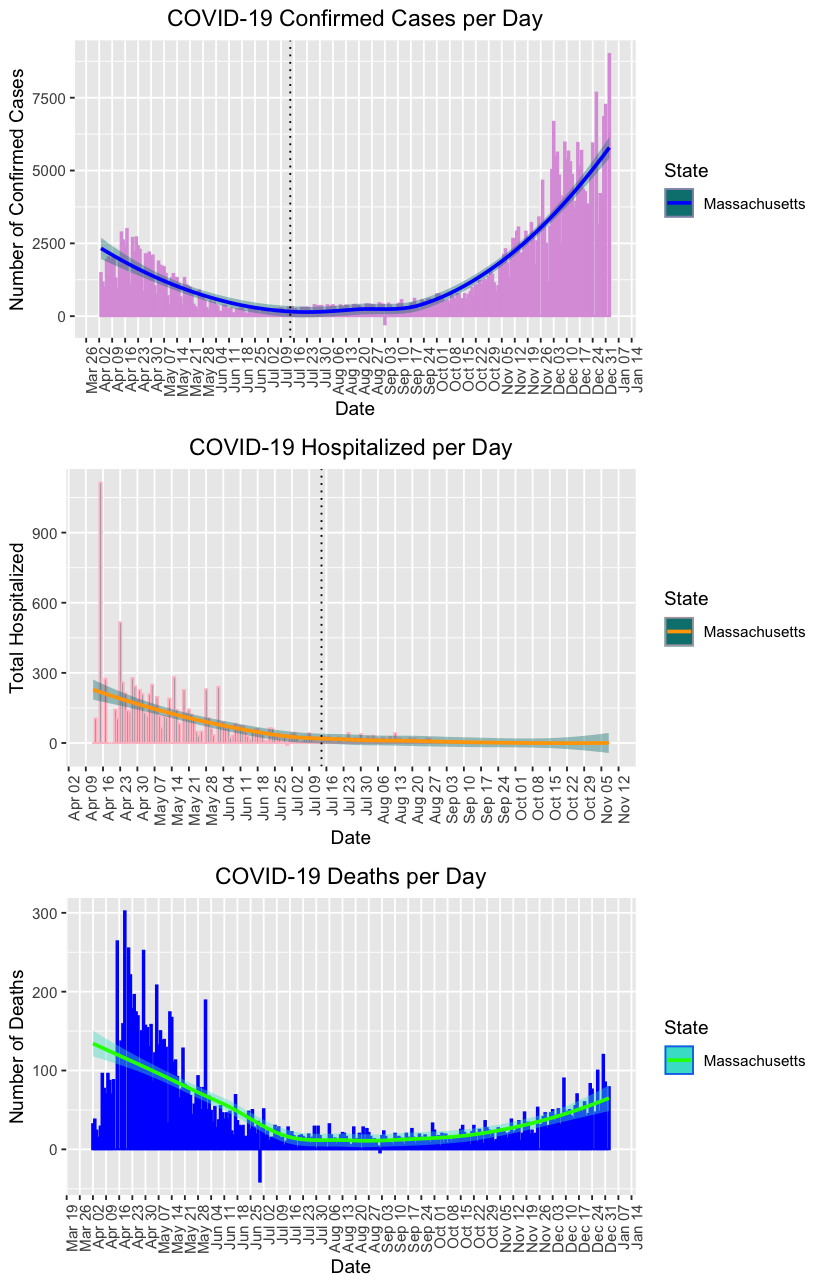 COVID-19 Confirmed Cases per Day
Number of Confirmed Cases
7500
5000
2500
0
Mar 26
Apr 02
Apr 09
Apr 16
Apr 23
Apr 30
May 07
May 14
May 21
May 28
Jun 04
Jun 11
Jun 18
Jun 25
Jul 02
Jul 09
Jul 16
Jul 23
Jul 30
Aug 06
Aug 13
Aug 20
Aug 27
Sep 03
Sep 10
Sep 17
Sep 24
Oct 01
Oct 08
Oct 15
Oct 22
Oct 29
Nov 05
Nov 12
Nov 19
Nov 26
Dec 03
Dec 10
Dec 17
Dec 24
Dec 31
Jan 07
Jan 14
Date
State
Massachusetts
COVID-19 Hospitalized per Day
Total Hospitalized
900
600
300
0
Apr 02
Apr 09
Apr 16
Apr 23
Apr 30
May 07
May 14
May 21
May 28
Jun 04
Jun 11
Jun 18
Jun 25
Jul 02
Jul 09
Jul 16
Jul 23
Jul 30
Aug 06
Aug 13
Aug 20
Aug 27
Sep 03
Sep 10
Sep 17
Sep 24
Oct 01
Oct 08
Oct 15
Oct 22
Oct 29
Nov 05
Nov 12
Date
State
Massachusetts
COVID-19 Deaths per Day
Number of Deaths
300
200
100
0
Mar 19
Mar 26
Apr 02
Apr 09
Apr 16
Apr 23
Apr 30
May 07
May 14
May 21
May 28
Jun 04
Jun 11
Jun 18
Jun 25
Jul 02
Jul 09
Jul 16
Jul 23
Jul 30
Aug 06
Aug 13
Aug 20
Aug 27
Sep 03
Sep 10
Sep 17
Sep 24
Oct 01
Oct 08
Oct 15
Oct 22
Oct 29
Nov 05
Nov 12
Nov 19
Nov 26
Dec 03
Dec 10
Dec 17
Dec 24
Dec 31
Jan 07
Jan 14
Date
State
Massachusetts